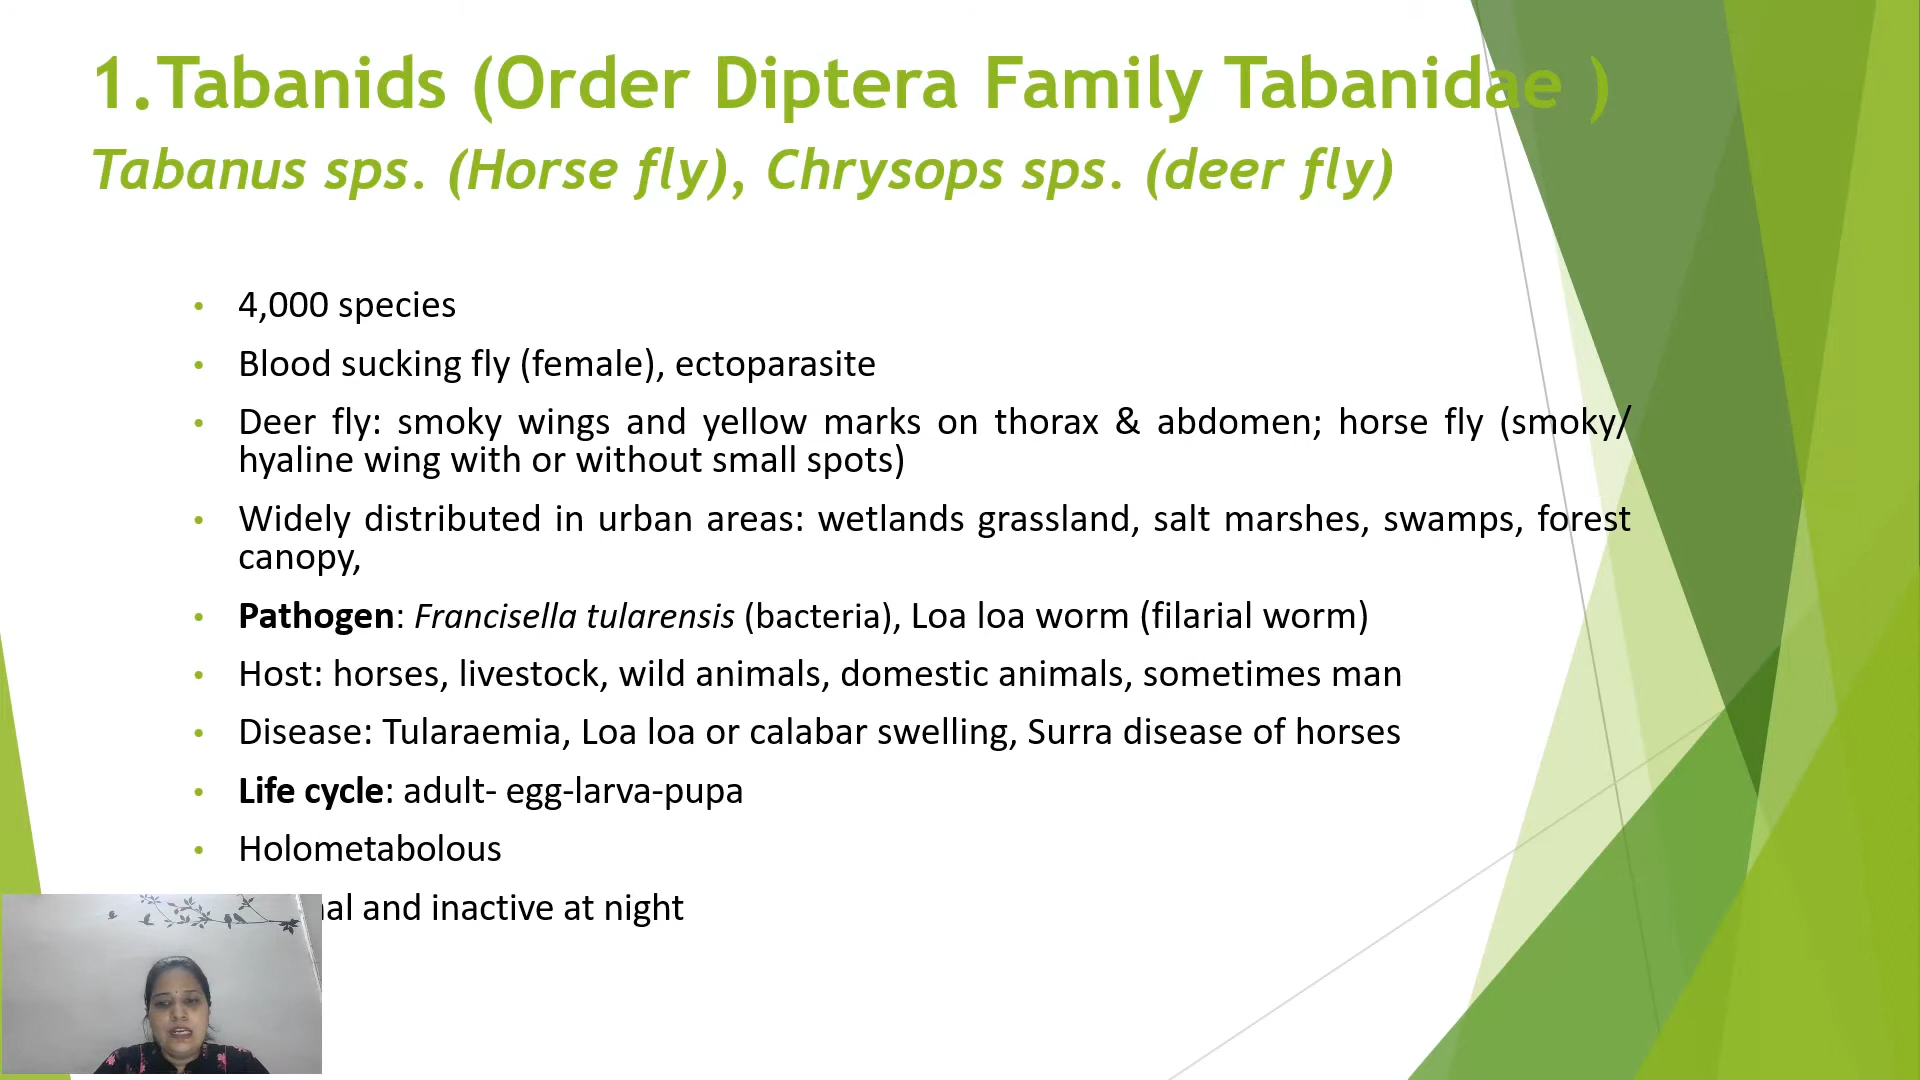 1.Tabanids (Order Diptera Family Tabanidae )
Tabanus sps. (Horse fly), Chrysops sps. (deer fly)
• 4,000 species
• Blood sucking fly (female), ectoparasite
• Deer fly: smoky wings and yellow marks on thorax & abdomen; horse fly (smoky/
hyaline wing with or without small spots)
• Widely distributed in urban areas: wetlands grassland, salt marshes, swamps, forest
canopy,
• Pathogen: Francisella tularensis (bacteria), Loa loa worm (filarial worm)
• Host: horses, livestock, wild animals, domestic animals, sometimes man
• Disease: Tularaemia, Loa loa or calabar swelling, Surra disease of horses
• Life cycle: adult- egg-larva-pupa
• Holometabolous
and inactive at night